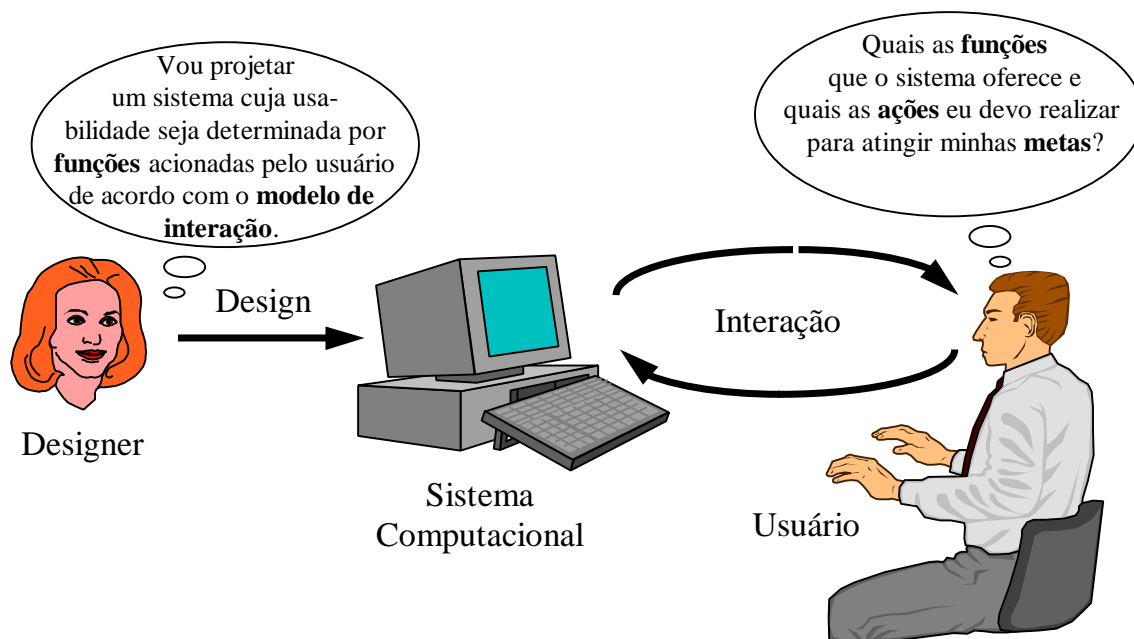 Vou projetar
um sistema cuja usa-
bilidade seja determinada por
funções acionadas pelo usuário
de acordo com o modelo de
interação.
Quais as funções
que o sistema oferece e
quais as ações eu devo realizar
para atingir minhas metas?
Design
Interação
Designer
Sistema
Computacional
Usuário